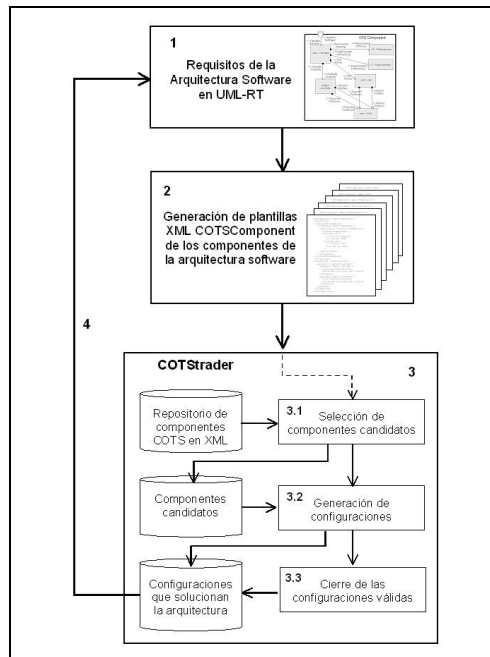 1
Requisitos de la
Arquitectura Software
en UML-RT
COTS Component
2
Generación de plantillas
XML COTSComponent
de los componentes de
la arquitectura software
4
COTStrader
3
Repositorio de
componentes
COTS en XML
3.1
Selección de
componentes candidatos
Componentes
candidatos
3.2
Generación de
configuraciones
Configuraciones
que solucionan
la arquitectura
3.3
Cierre de las
configuraciones válidas